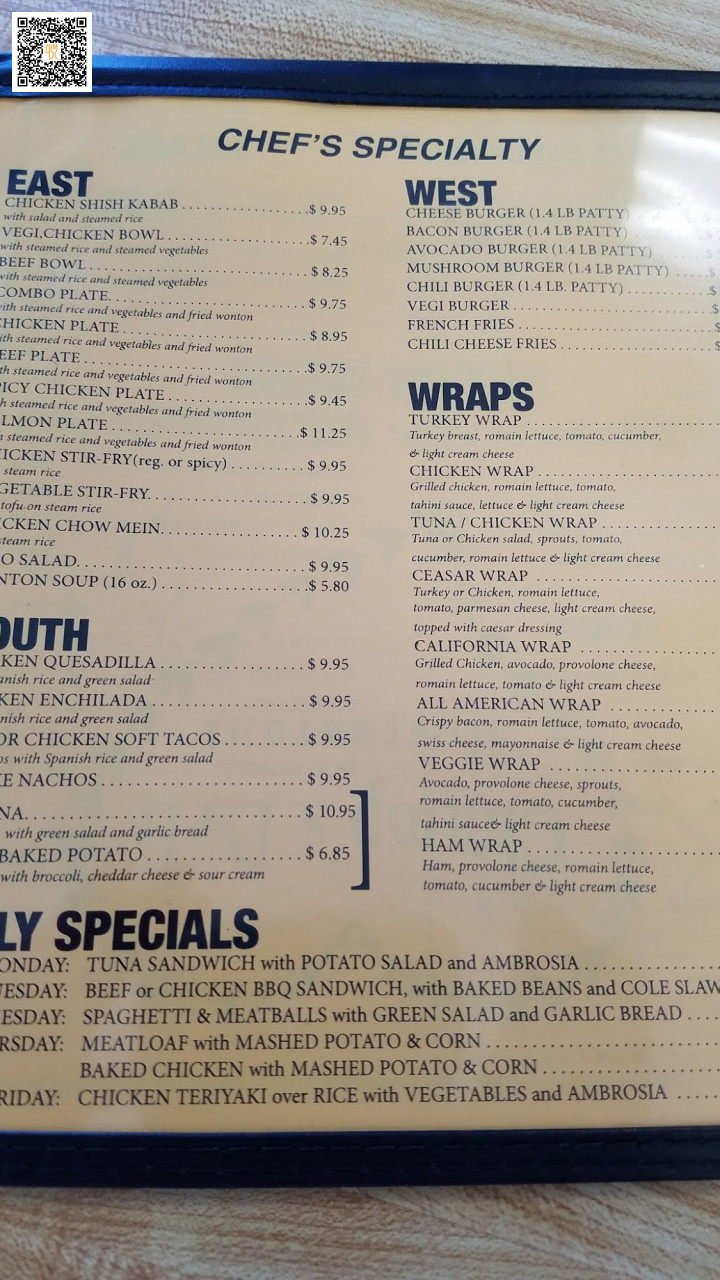 CHEF'S SPECIALTY
EAST
CHICKEN SHISH KABAB . . . . . . . . . . . . . . . . . .$ 9.95
with salad and steamed rice
VEGI,CHICKEN BOWL . . . . . . . . . . . . . . . . . . . .$ 7.45
with steamed rice and steamed vegetables
BEEF BOWL . . . . . . . . . . . . . . . . . . . . . . . . . . . . .$ 8.25
with steamed rice and steamed vegetables
COMBO PLATE. . . . . . . . . . . . . . . . . . . . . . . . . . .$ 9.75
ith steamed rice and vegetables and fried wonton
CHICKEN PLATE . . . . . . . . . . . . . . . . . . . . . . . . .$ 8.95
ith steamed rice and vegetables and fried wonton
EEF PLATE . . . . . . . . . . . . . . . . . . . . . . . . . . . . . .$ 9.75
th steamed rice and vegetables and fried wonton
ICY CHICKEN PLATE . . . . . . . . . . . . . . . . . . .$ 9.45
h steamed rice and vegetables and fried wonton
LMON PLATE . . . . . . . . . . . . . . . . . . . . . . . . . .$ 11.25
steamed rice and vegetables and fried wonton
ICKEN STIR-FRY(reg. or spicy) . . . . . . . . . . $ 9.95
steam rice
GETABLE STIR-FRY. . . . . . . . . . . . . . . . . . . . . $ 9.95
tofu on steam rice
ICKEN CHOW MEIN. . . . . . . . . . . . . . . . . . $ 10.25
steam rice
O SALAD. . . . . . . . . . . . . . . . . . . . . . . . . . . . . $ 9.95
NTON SOUP (16 oz.) . . . . . . . . . . . . . . . . . . .$ 5.80
OUTH
KEN QUESADILLA . . . . . . . . . . . . . . . . . . . $ 9.95
anish rice and green salad
KEN ENCHILADA . . . . . . . . . . . . . . . . . . . . $ 9.95
nish rice and green salad
OR CHICKEN SOFT TACOS . . . . . . . . . . $ 9.95
os with Spanish rice and green salad
E NACHOS . . . . . . . . . . . . . . . . . . . . . . . . . . $ 9.95
NA. . . . . . . . . . . . . . . . . . . . . . . . . . . . . . . . . . $ 10.95
with green salad and garlic bread
BAKED POTATO . . . . . . . . . . . . . . . . . . . . $ 6.85
with broccoli, cheddar cheese & sour cream
WEST
CHEESE BURGER (1.4 LB PATTY)
BACON BURGER (1.4 LB PATTY)
AVOCADO BURGER (1.4 LB PATTY) . . . . . . .
MUSHROOM BURGER (1.4 LB PATTY) . . . . .$
CHILI BURGER (1.4 LB. PATTY) . . . . . . . . . . . .$
VEGI BURGER . . . . . . . . . . . . . . . . . . . . . . . . . . . . .$
FRENCH FRIES . . . . . . . . . . . . . . . . . . . . . . . . . . . . $
CHILI CHEESE FRIES . . . . . . . . . . . . . . . . . . . . . . $
WRAPS
TURKEY WRAP . . . . . . . . . . . . . . . . . . . . . . . . . .
Turkey breast, romain lettuce, tomato, cucumber,
& light cream cheese
CHICKEN WRAP . . . . . . . . . . . . . . . . . . . . . . . . .
Grilled chicken, romain lettuce, tomato,
tahini sauce, lettuce & light cream cheese
TUNA / CHICKEN WRAP . . . . . . . . . . . . . . . .
Tuna or Chicken salad, sprouts, tomato,
cucumber, romain lettuce & light cream cheese
CEASAR WRAP . . . . . . . . . . . . . . . . . . . . . . . . .
Turkey or Chicken, romain lettuce,
tomato, parmesan cheese, light cream cheese,
topped with caesar dressing
CALIFORNIA WRAP . . . . . . . . . . . . . . . . . . .
Grilled Chicken, avocado, provolone cheese,
romain lettuce, tomato & light cream cheese
ALL AMERICAN WRAP . . . . . . . . . . . . . . .
Crispy bacon, romain lettuce, tomato, avocado,
swiss cheese, mayonnaise & light cream cheese
VEGGIE WRAP . . . . . . . . . . . . . . . . . . . . . . .
Avocado, provolone cheese, sprouts,
romain lettuce, tomato, cucumber,
tahini sauce& light cream cheese
HAM WRAP . . . . . . . . . . . . . . . . . . . . . . . . .
Ham, provolone cheese, romain lettuce,
tomato, cucumber & light cream cheese
LY SPECIALS
ONDAY: TUNA SANDWICH with POTATO SALAD and AMBROSIA . . . . . . . . . . . . . .
ESDAY: BEEF or CHICKEN BBQ SANDWICH, with BAKED BEANS and COLE SLAW
ESDAY: SPAGHETTI & MEATBALLS with GREEN SALAD and GARLIC BREAD . . . .
RSDAY: MEATLOAF with MASHED POTATO & CORN . . . . . . . . . . . . . . . . . . . . . . . . .
BAKED CHICKEN with MASHED POTATO & CORN . . . . . . . . . . . . . . . . . . .
RIDAY: CHICKEN TERIYAKI over RICE with VEGETABLES and AMBROSIA . . . . .